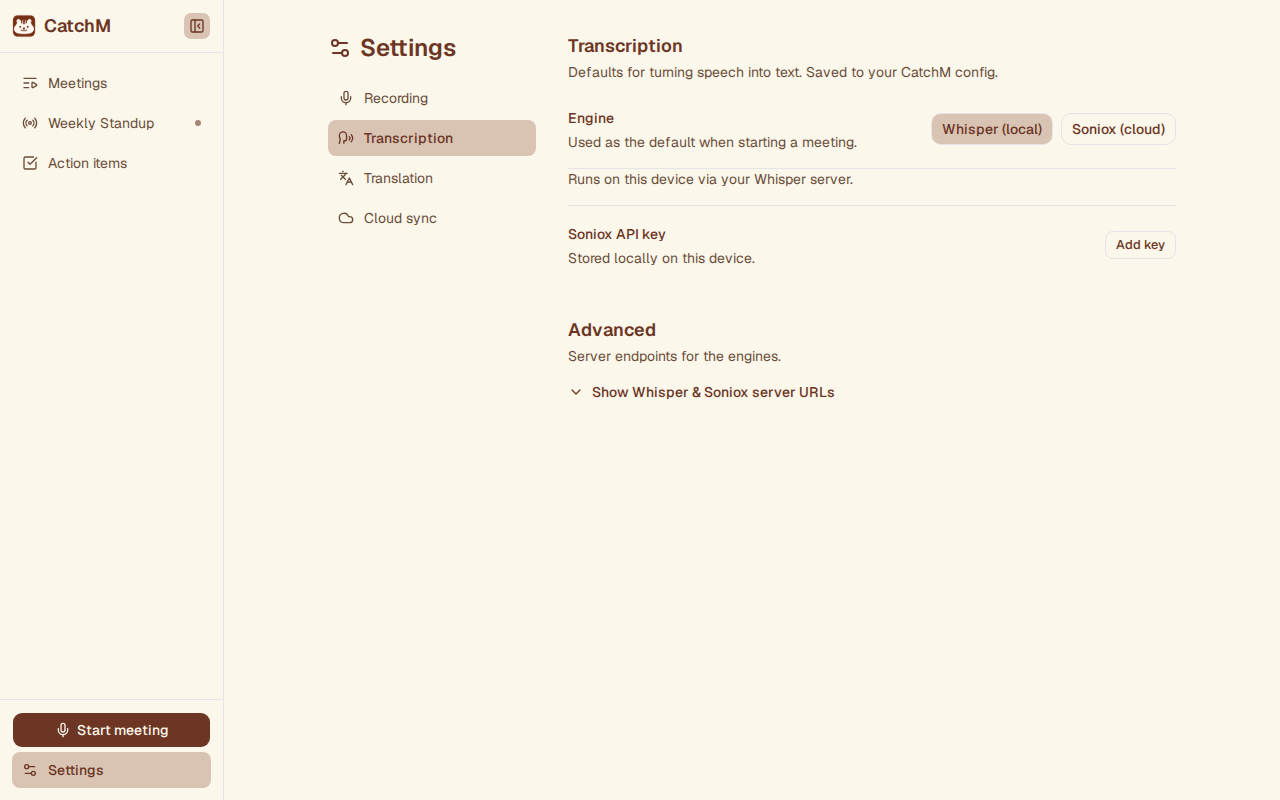 CatchM
Meetings
Weekly Standup
Action items
Start meeting
Settings
Settings
Recording
Transcription
Translation
Cloud sync
Transcription
Defaults for turning speech into text. Saved to your CatchM config.
Engine
Used as the default when starting a meeting.
Whisper (local)
Soniox (cloud)
Runs on this device via your Whisper server.
Soniox API key
Stored locally on this device.
Add key
Advanced
Server endpoints for the engines.
Show Whisper & Soniox server URLs